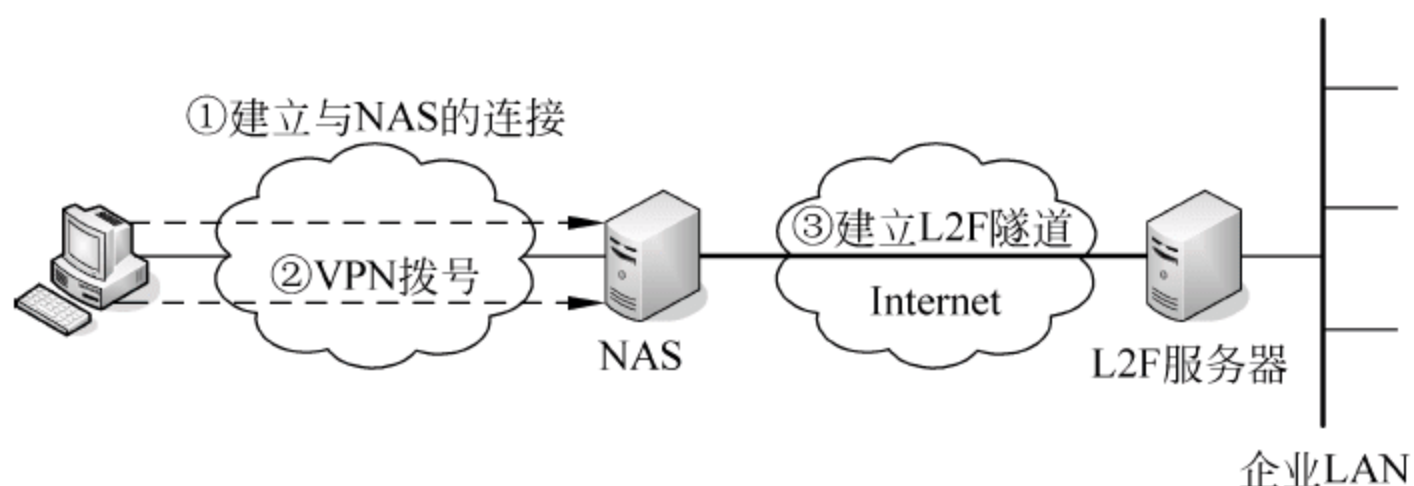 ①建立与NAS的连接
②VPN拨号
NAS
③建立L2F隧道
Internet
L2F服务器
企业LAN